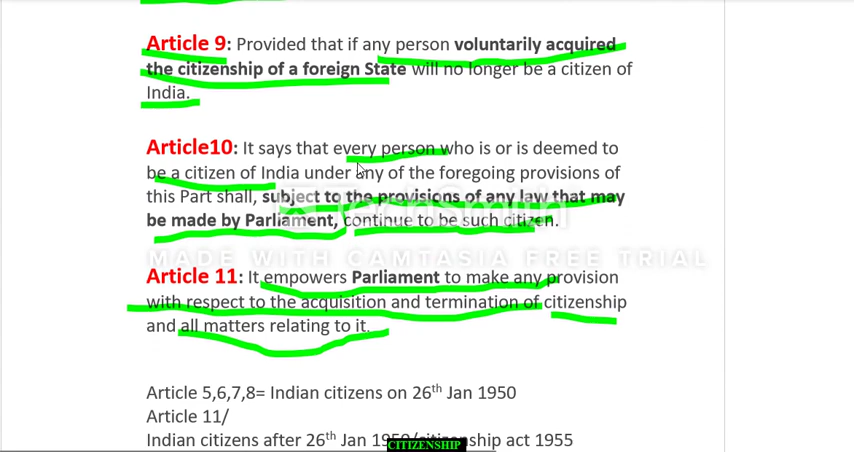 Article 9: Provided that if any person voluntarily acquired
the citizenship of a foreign State will no longer be a citizen of
India.
Article10: It says that every person who is or is deemed to
be a citizen of India under any of the foregoing provisions of
this Part shall, subject to the provisions of any law that may
be made by Parliament, continue to be such citizen.
TechSmith
MADE WITH CAMTASIA FREE TRIAL
Article 11: It empowers Parliament to make any provision
with respect to the acquisition and termination of citizenship
and all matters relating to it.
Article 5,6,7,8= Indian citizens on 26th Jan 1950
Article 11/
Indian citizens after 26th Jan 1950/citizenship act 1955
CITIZENSHIP